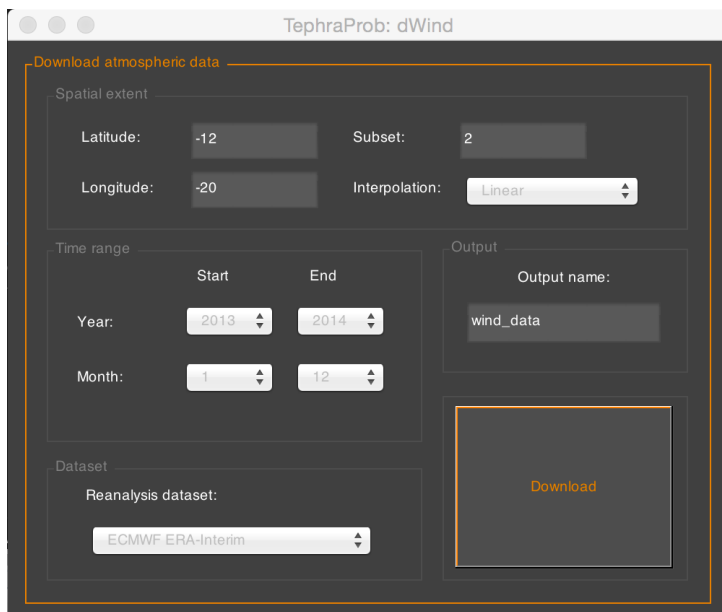 TephraProb: dWind
Download atmospheric data
Spatial extent
Latitude: -12 Subset: 2
Longitude: -20 Interpolation: Linear
Time range
Start End
Year: 2013 2014
Month: 1 12
Output
Output name:
wind_data
Dataset
Reanalysis dataset:
ECMWF ERA-Interim
Download